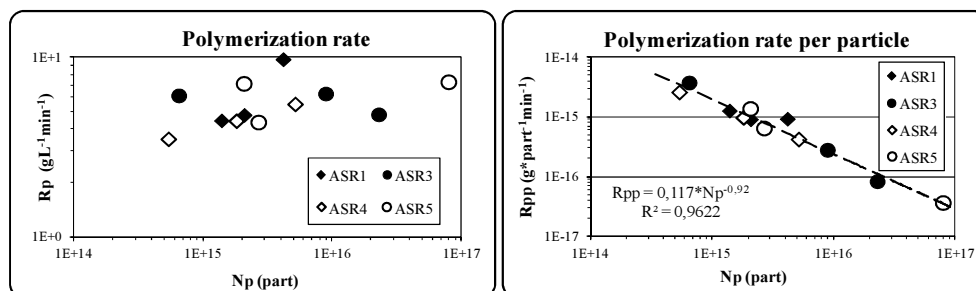 Polymerization rate
1E+1
1E+0
Rp (gL⁻¹min⁻¹)
ASR1
ASR3
ASR4
ASR5
1E+14
1E+15
1E+16
1E+17
Np (part)
Polymerization rate per particle
1E-14
1E-15
1E-16
1E-17
Rpp (g*part⁻¹min⁻¹)
ASR1
ASR3
ASR4
ASR5
Rpp = 0,117*Np⁻⁰,⁹²
R² = 0,9622
1E+14
1E+15
1E+16
1E+17
Np (part)